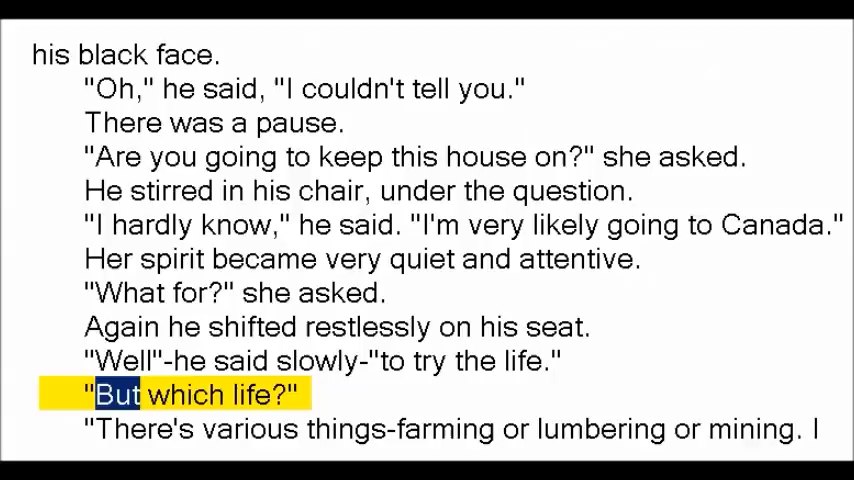 his black face.
"Oh," he said, "I couldn't tell you."
There was a pause.
"Are you going to keep this house on?" she asked.
He stirred in his chair, under the question.
"I hardly know," he said. "I'm very likely going to Canada."
Her spirit became very quiet and attentive.
"What for?" she asked.
Again he shifted restlessly on his seat.
"Well"-he said slowly-"to try the life."
"But which life?"
"There's various things-farming or lumbering or mining. I